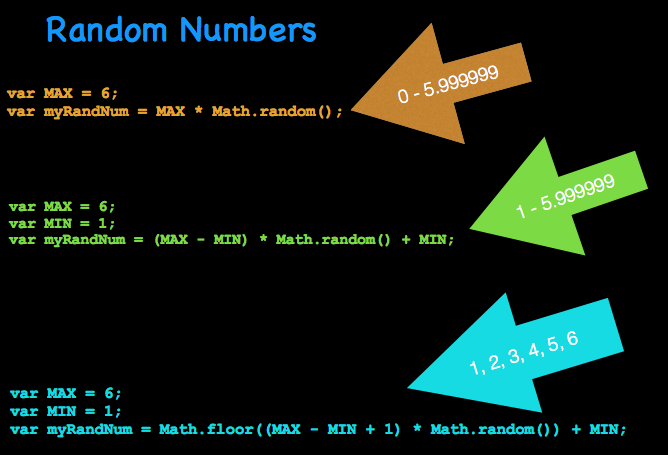 Random Numbers
var MAX = 6;
var myRandNum = MAX * Math.random();
0 - 5.999999
var MAX = 6;
var MIN = 1;
var myRandNum = (MAX - MIN) * Math.random() + MIN;
1 - 5.999999
var MAX = 6;
var MIN = 1;
var myRandNum = Math.floor((MAX - MIN + 1) * Math.random()) + MIN;
1, 2, 3, 4, 5, 6